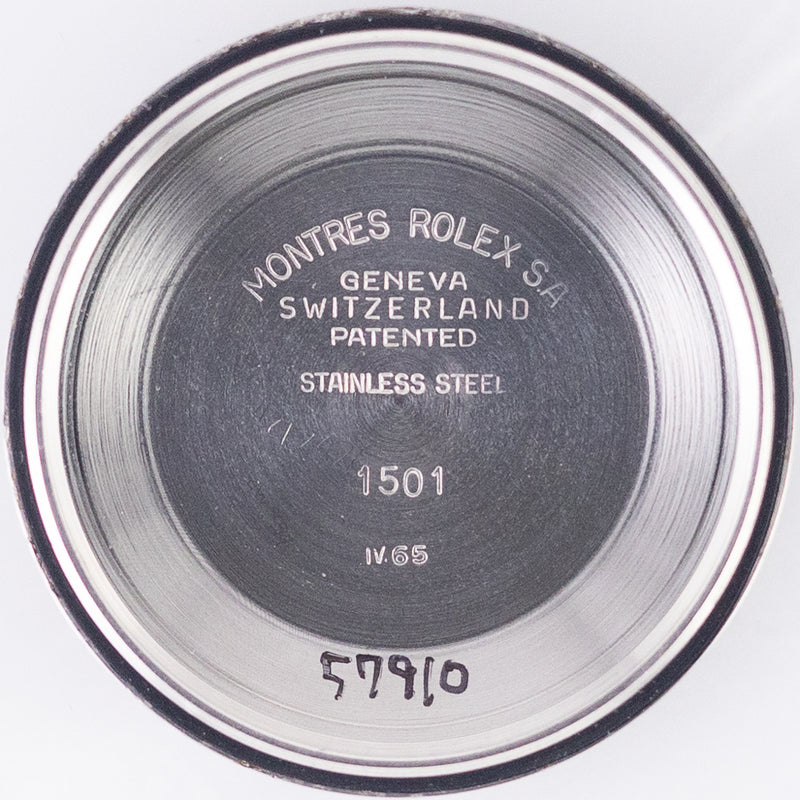 MONTRES ROLEX SA
GENEVA
SWITZERLAND
PATENTED
STAINLESS STEEL
1501
IV.65
57910